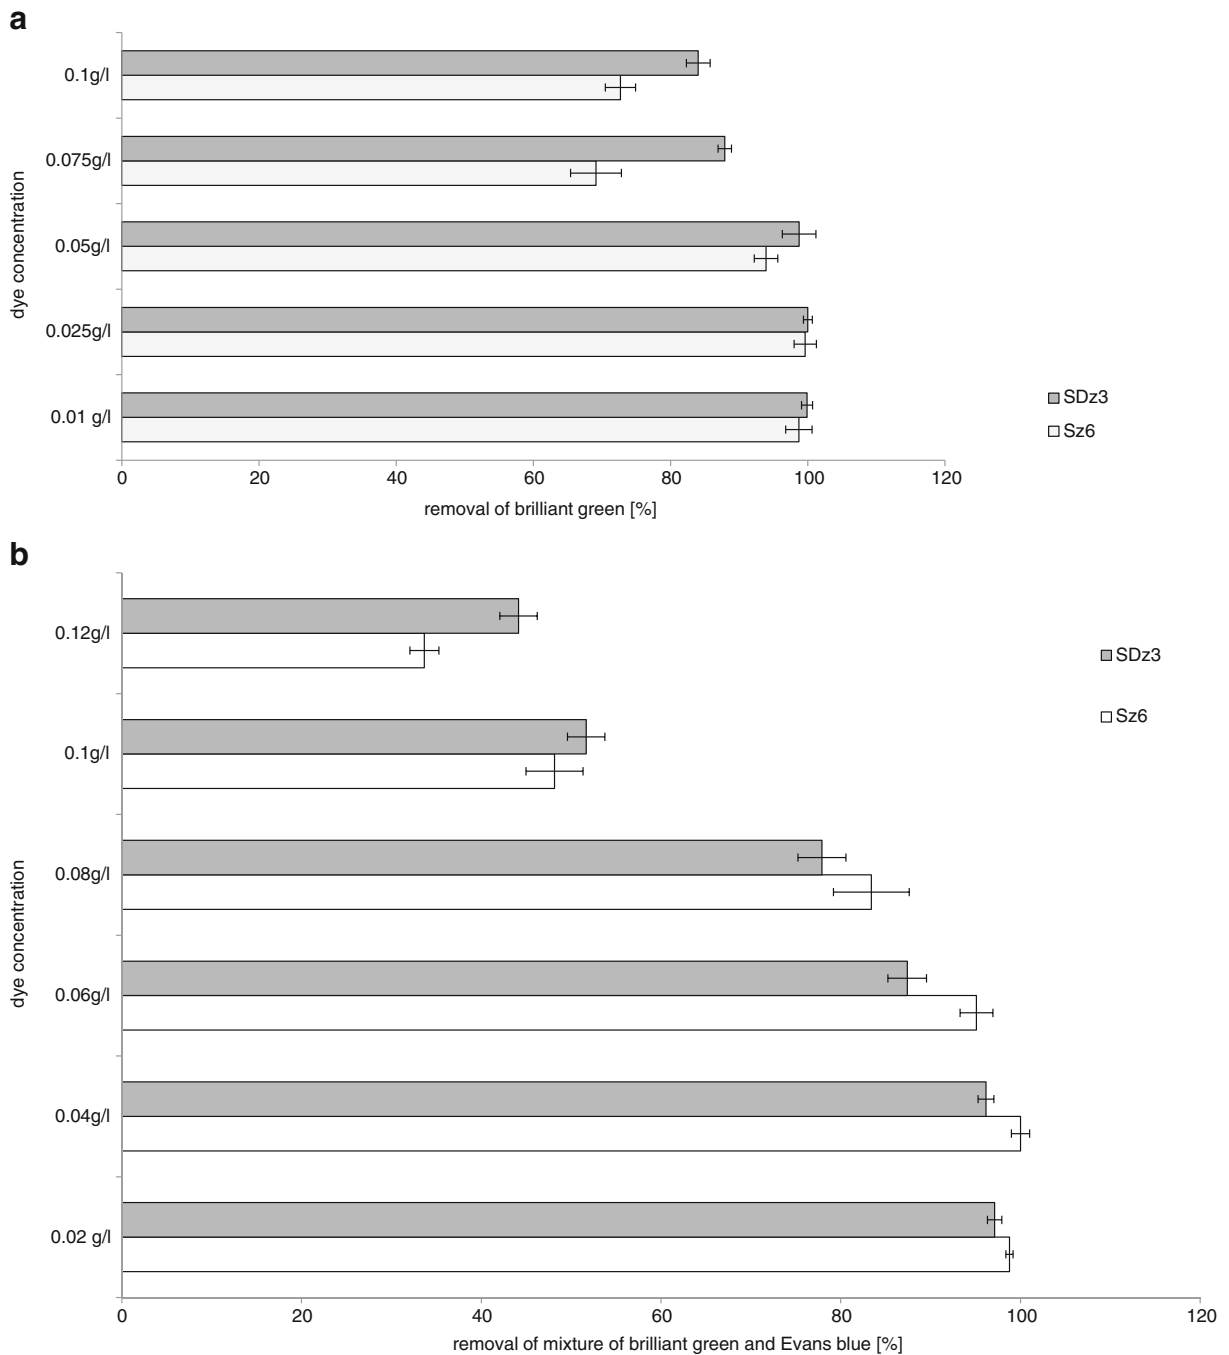 a
0.1g/l
0.075g/l
0.05g/l
0.025g/l
0.01 g/l
dye concentration
SDz3
Sz6
0 20 40 60 80 100 120
removal of brilliant green [%]
b
0.12g/l
0.1g/l
0.08g/l
0.06g/l
0.04g/l
0.02 g/l
dye concentration
SDz3
Sz6
0 20 40 60 80 100 120
removal of mixture of brilliant green and Evans blue [%]